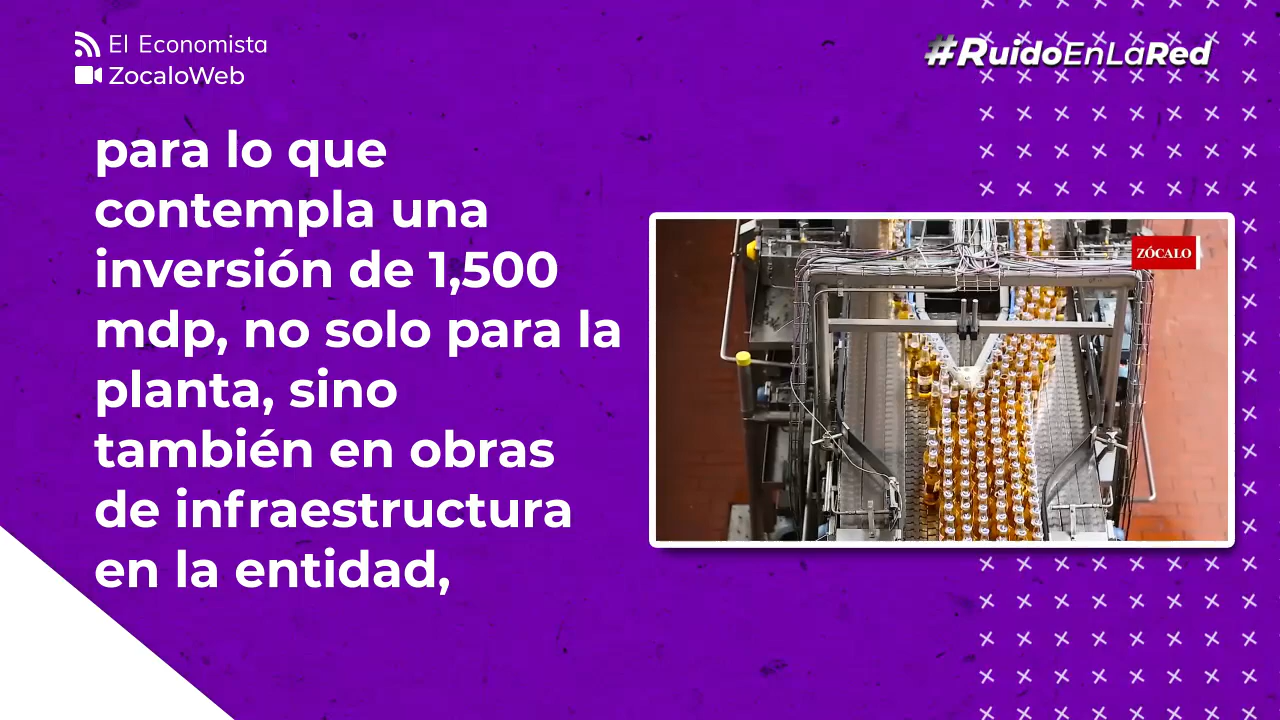 El Economista
ZocaloWeb
#RuidoEnLaRed
para lo que
contempla una
inversión de 1,500
mdp, no solo para la
planta, sino
también en obras
de infraestructura
en la entidad,
ZÓCALO